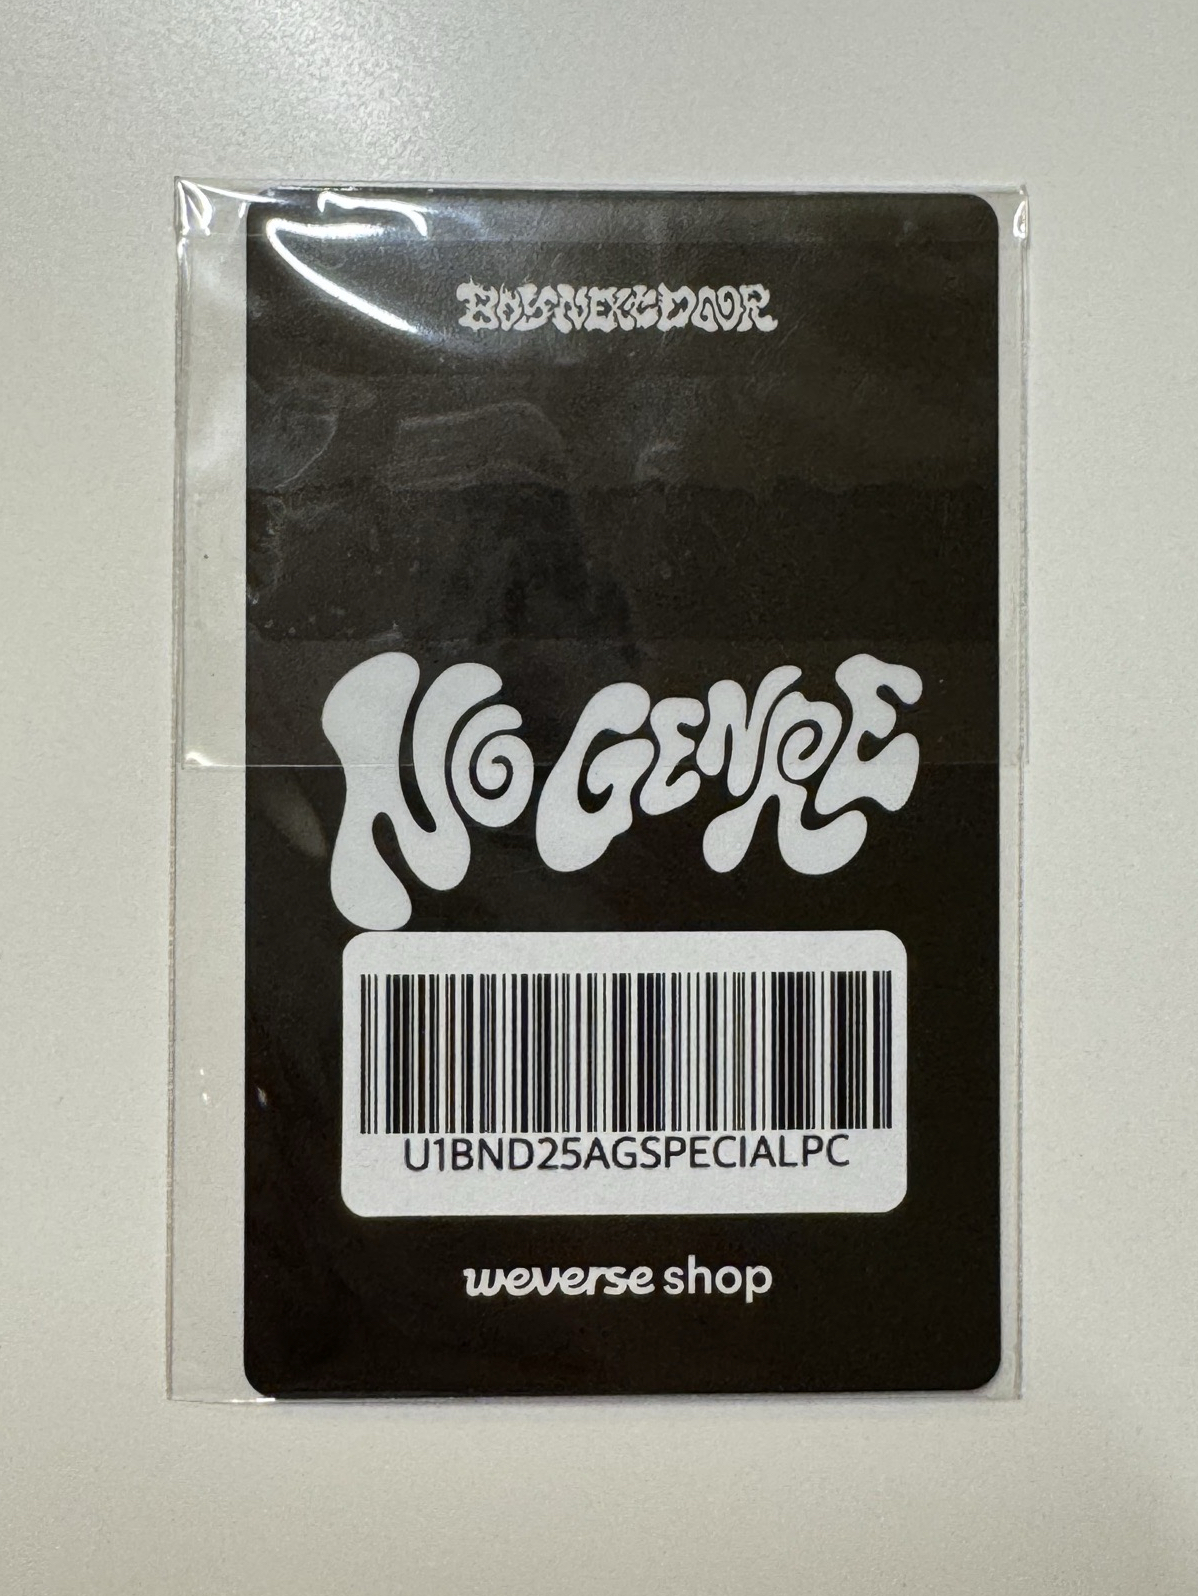 BOYNEXTDOOR
NO GENRE
U1BND25AGSPECIALPC
weverse shop